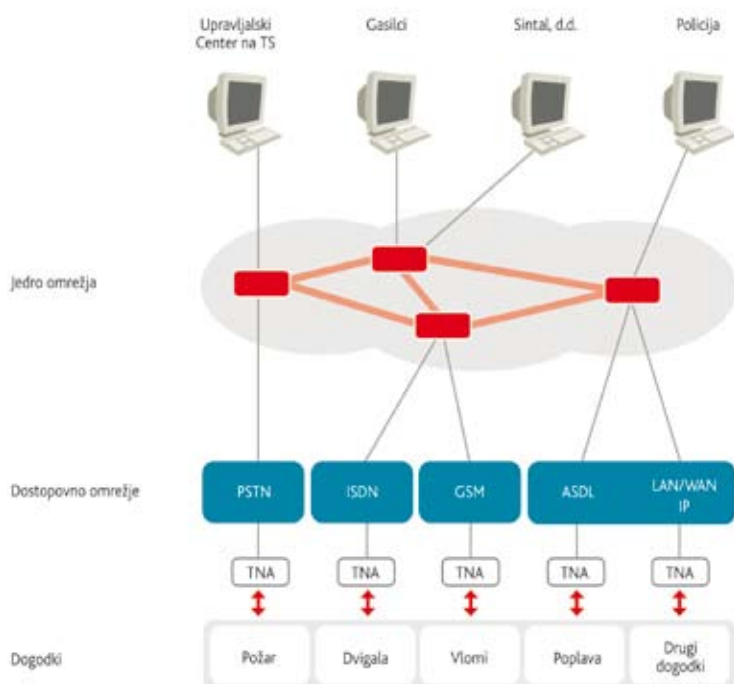 Upravljalski
Center na TS
Gasilci
Sintal, d.d.
Policija
Jedro omrežja
Dostopovno omrežje
PSTN
ISDN
GSM
ASDL
LAN/WAN
IP
TNA
TNA
TNA
TNA
TNA
Dogodki
Požar
Dvigala
Vlomi
Poplava
Drugi
dogodki